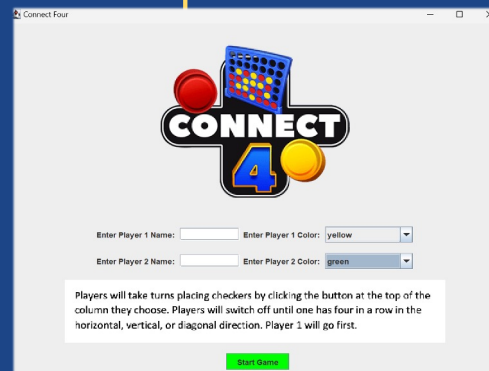 Connect Four
CONNECT
4
Enter Player 1 Name: Enter Player 1 Color: yellow
Enter Player 2 Name: Enter Player 2 Color: green
Players will take turns placing checkers by clicking the button at the top of the
column they choose. Players will switch off until one has four in a row in the
horizontal, vertical, or diagonal direction. Player 1 will go first.
Start Game